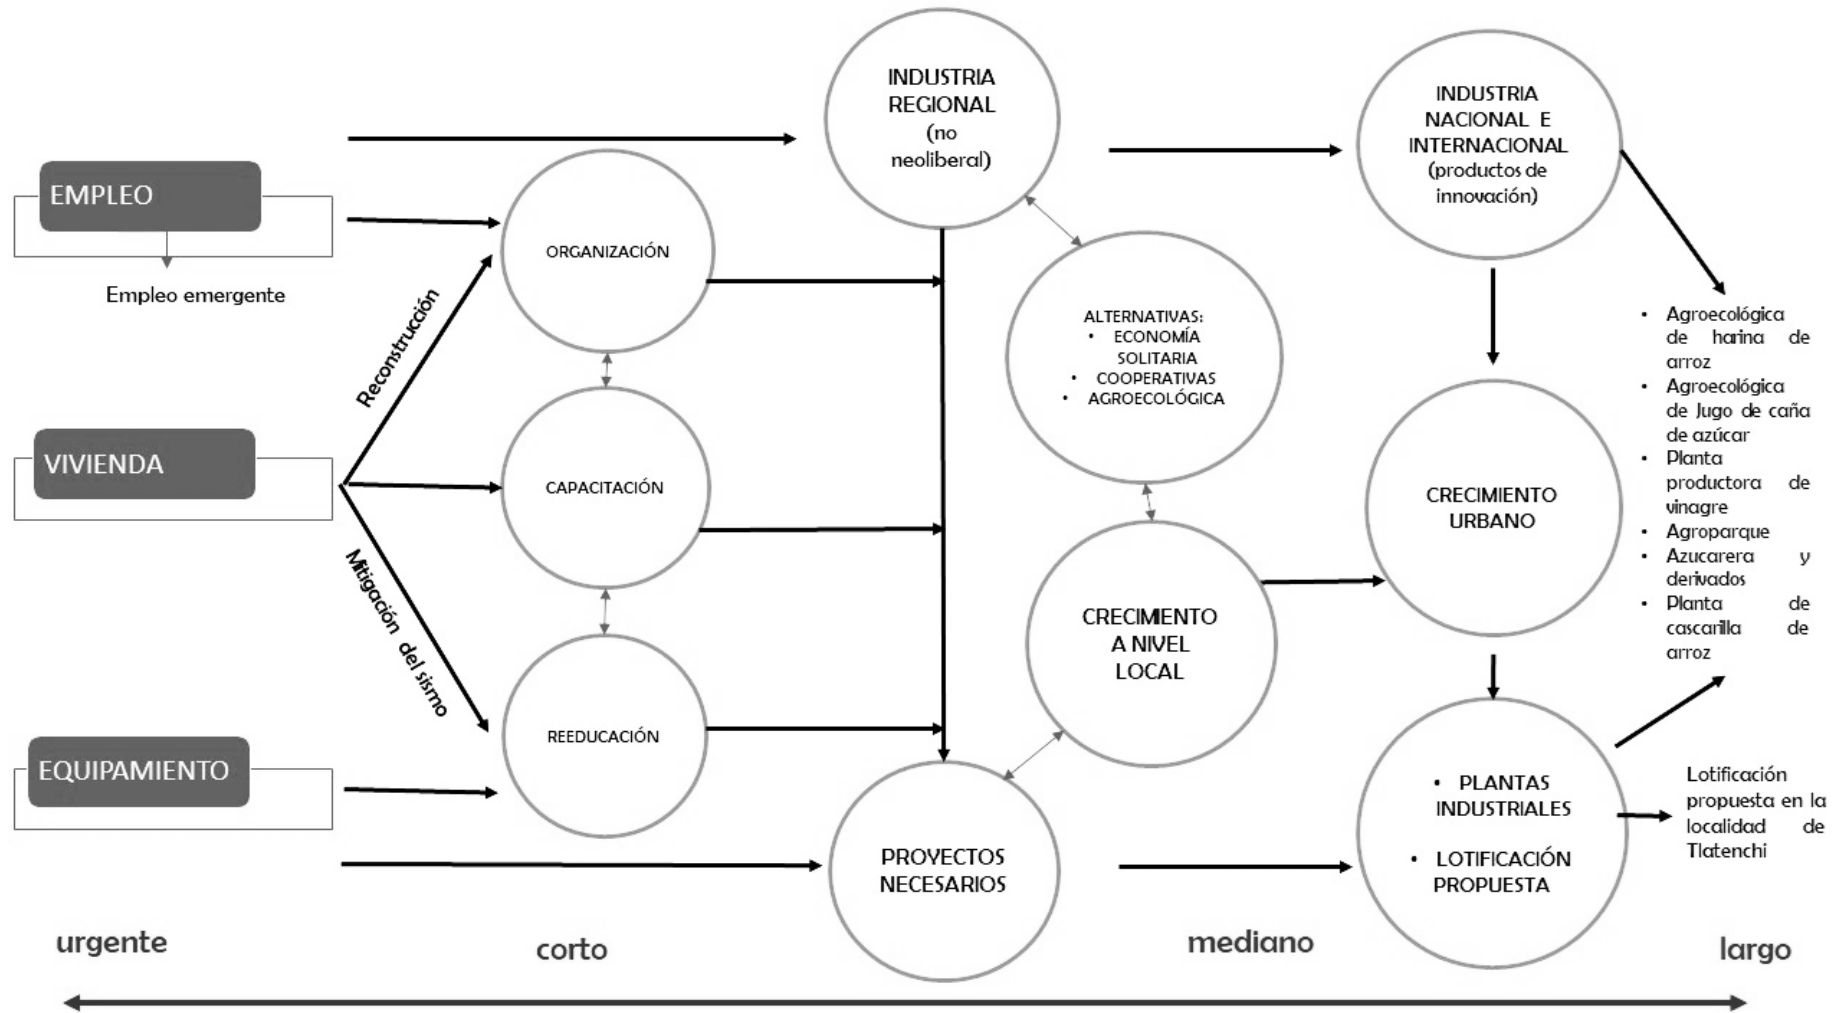 EMPLEO
Empleo emergente
VIVIENDA
EQUIPAMIENTO
Reconstrucción
Mitigación del sismo
ORGANIZACIÓN
CAPACITACIÓN
REEDUCACIÓN
INDUSTRIA
REGIONAL
(no
neoliberal)
ALTERNATIVAS:
• ECONOMÍA
SOLITARIA
• COOPERATIVAS
• AGROECOLÓGICA
CRECIMIENTO
A NIVEL
LOCAL
PROYECTOS
NECESARIOS
INDUSTRIA
NACIONAL E
INTERNACIONAL
(productos de
innovación)
CRECIMIENTO
URBANO
• PLANTAS
INDUSTRIALES
• LOTIFICACIÓN
PROPUESTA
• Agroecológica
de harina de
arroz
• Agroecológica
de Jugo de caña
de azúcar
• Planta
productora de
vinagre
• Agroparque
• Azucarera y
derivados
• Planta de
cascarilla de
arroz
Lotificación
propuesta en la
localidad de
Tlatenchi
urgente
corto
mediano
largo